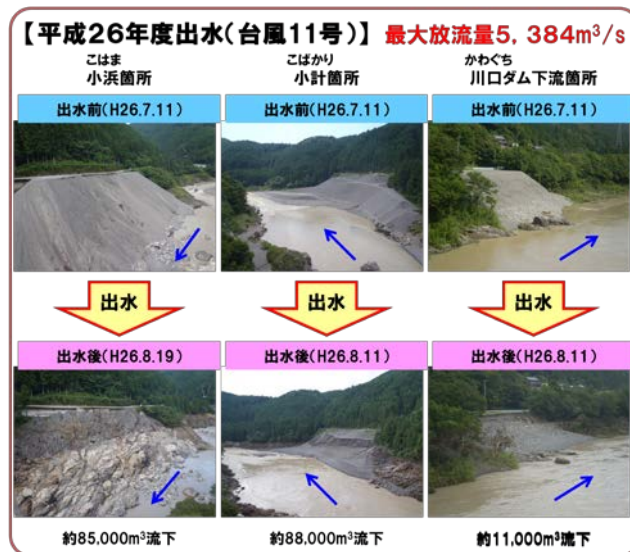 【平成26年度出水(台風11号)】 最大放流量5,384m³/s
こはま
小浜箇所
こばかり
小計箇所
かわぐち
川口ダム下流箇所
出水前(H26.7.11)
出水前(H26.7.11)
出水前(H26.7.11)
出水
出水
出水
出水後(H26.8.19)
出水後(H26.8.11)
出水後(H26.8.11)
約85,000m³流下
約88,000m³流下
約11,000m³流下